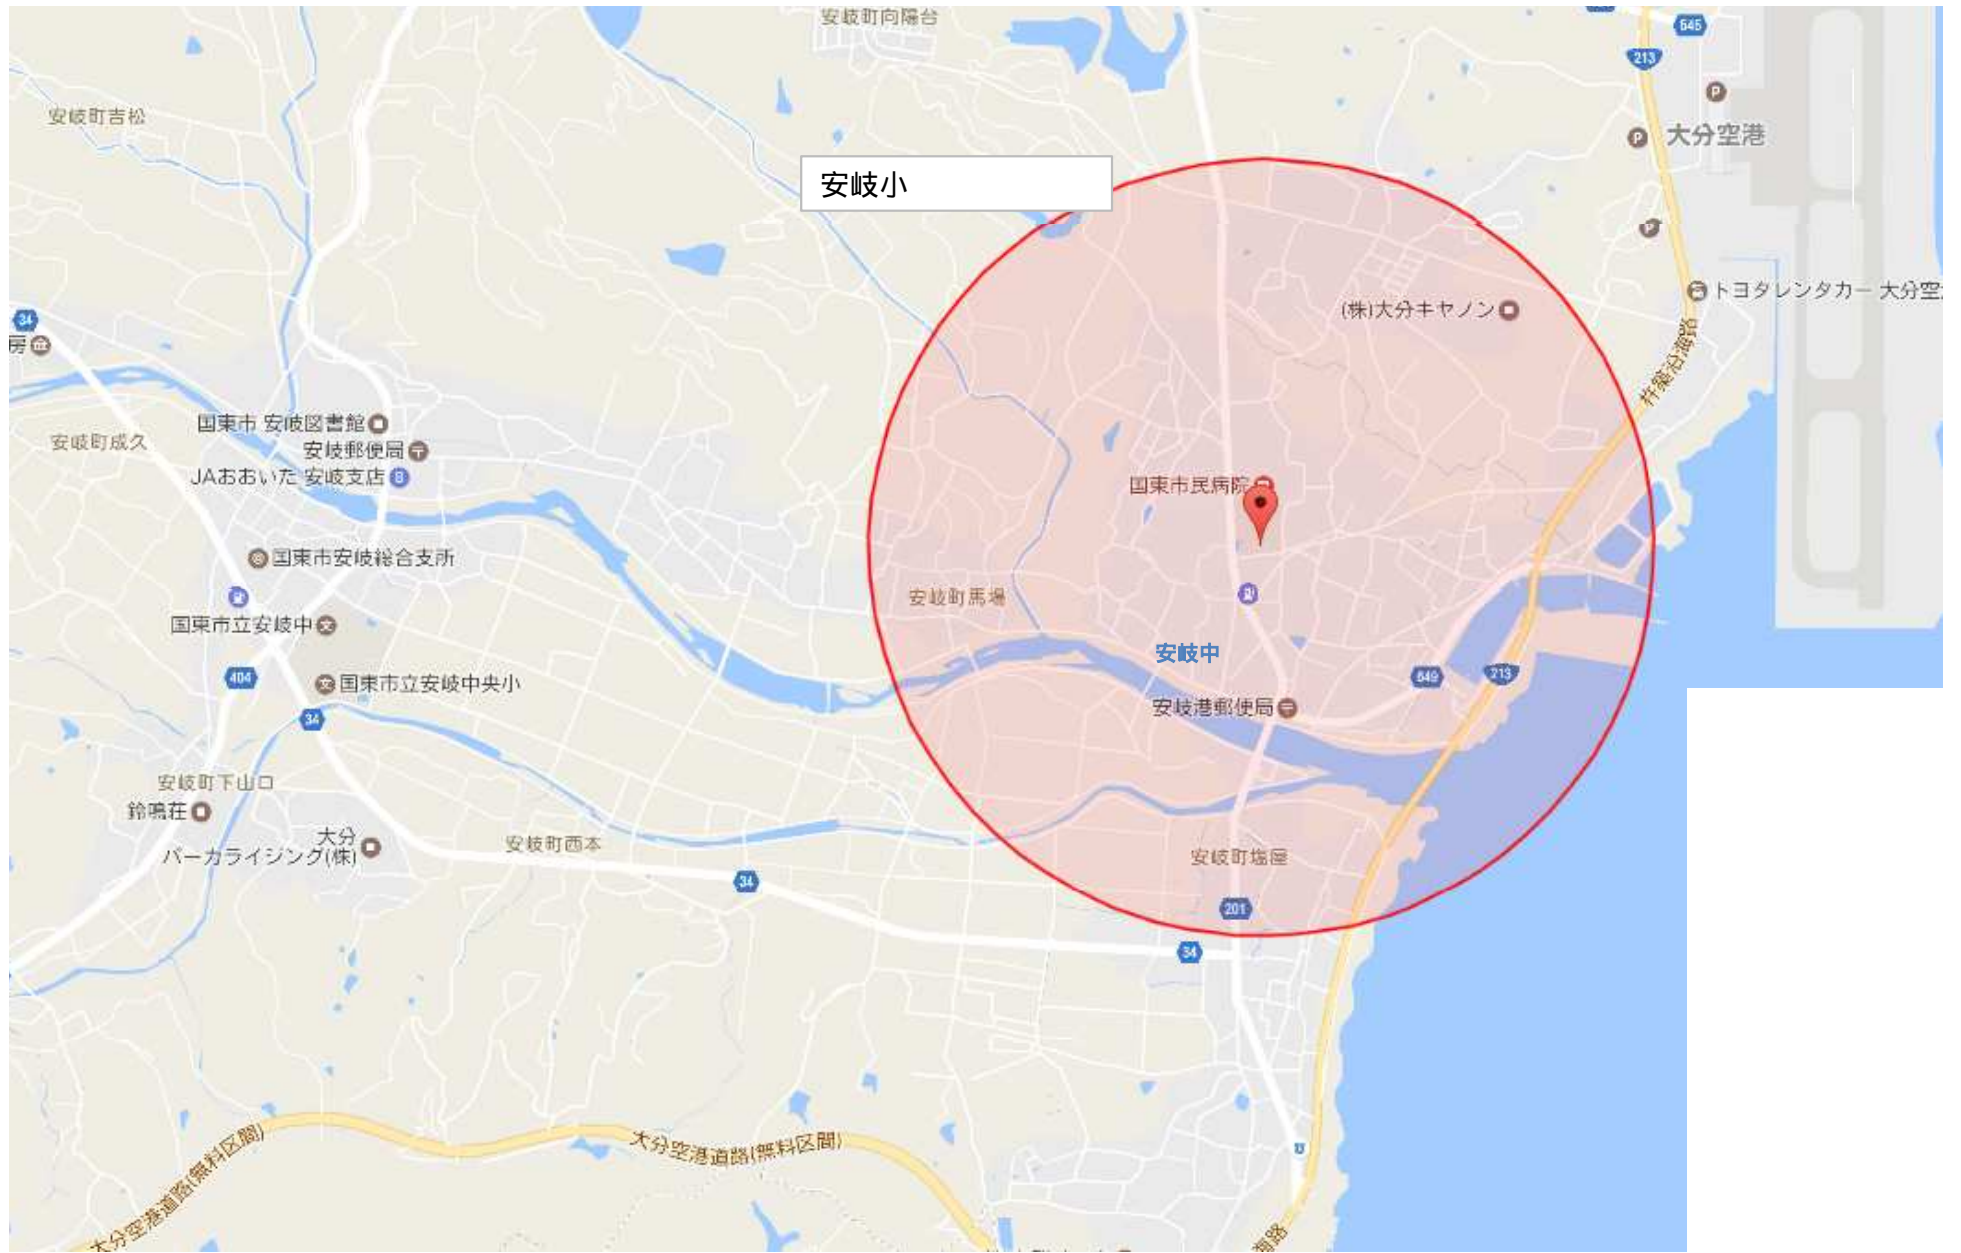 安岐町向陽台
545
213
安岐町吉松
大分空港
安岐小
トヨタレンタカー 大分空
(株)大分キヤノン
34
房
杵築沿海路
国東市 安岐図書館
安岐町成久
安岐郵便局
JAおおいた 安岐支店
国東市民病院
国東市安岐総合支所
安岐町馬場
国東市立安岐中
安岐中
404
国東市立安岐中央小
649
213
34
安岐港郵便局
安岐町下山口
鈴鳴荘
大分
パーカライジング(株)
安岐町西本
安岐町塩屋
34
201
34
大分空港道路(無料区間)
大分空港道路(無料区間)
海路